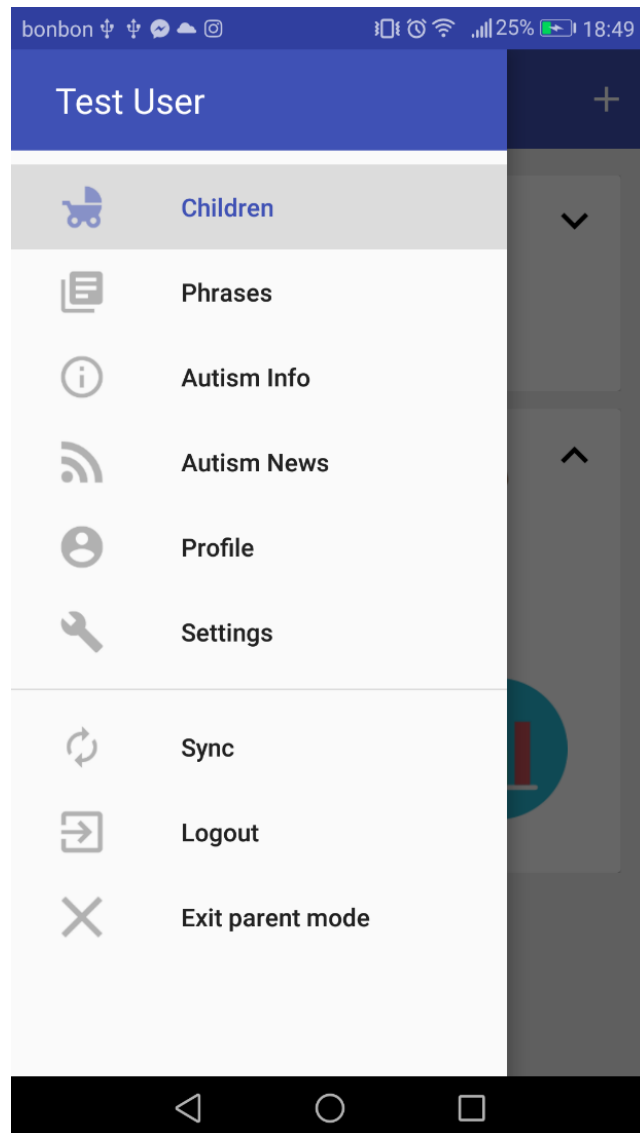 bonbon 25% 18:49
Test User
Children
Phrases
Autism Info
Autism News
Profile
Settings
Sync
Logout
Exit parent mode